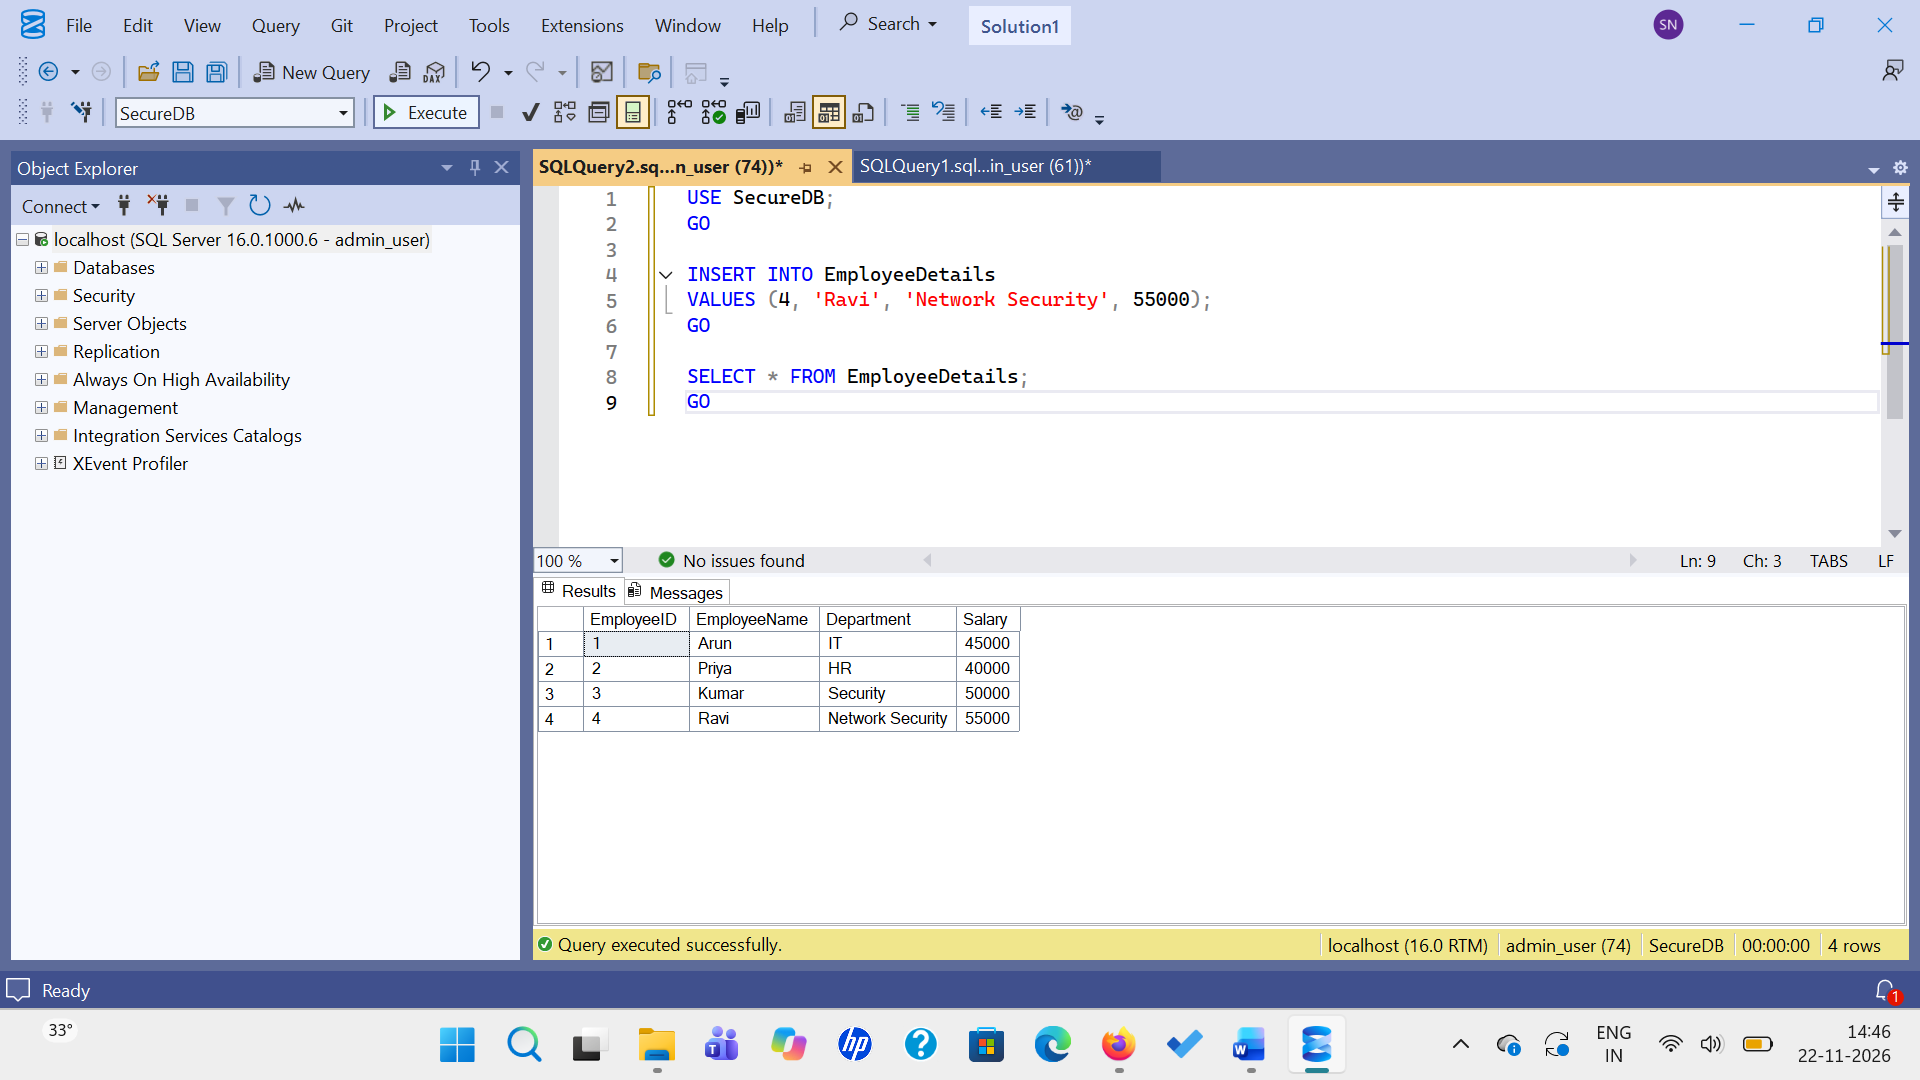 File Edit View Query Git Project Tools Extensions Window Help Search Solution1 SN
New Query DAX
SecureDB Execute
Object Explorer
Connect
localhost (SQL Server 16.0.1000.6 - admin_user)
Databases
Security
Server Objects
Replication
Always On High Availability
Management
Integration Services Catalogs
XEvent Profiler
SQLQuery2.sq...n_user (74))* SQLQuery1.sql...in_user (61))*
1 USE SecureDB;
2 GO
3
4 INSERT INTO EmployeeDetails
5 VALUES (4, 'Ravi', 'Network Security', 55000);
6 GO
7
8 SELECT * FROM EmployeeDetails;
9 GO
100 % No issues found Ln: 9 Ch: 3 TABS LF
Results Messages
EmployeeID EmployeeName Department Salary
1 1 Arun IT 45000
2 2 Priya HR 40000
3 3 Kumar Security 50000
4 4 Ravi Network Security 55000
Query executed successfully. localhost (16.0 RTM) admin_user (74) SecureDB 00:00:00 4 rows
Ready 1
33° ENG 14:46
IN 22-11-2026